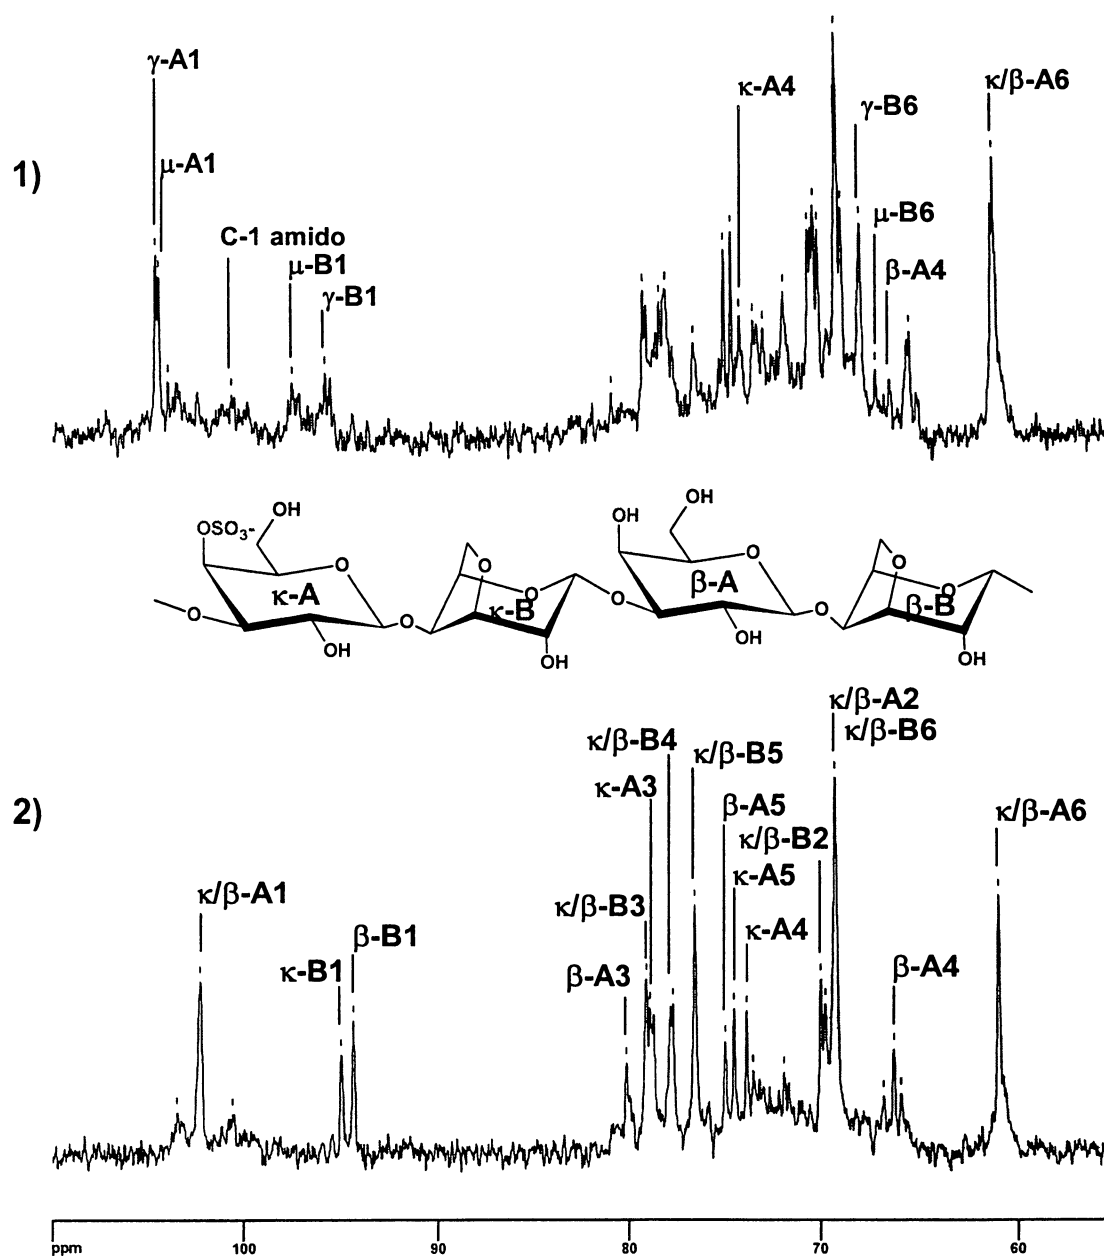 1)
γ-A1
μ-A1
C-1 amido
μ-B1
γ-B1
κ-A4
γ-B6
μ-B6
β-A4
κ/β-A6
OSO3-
OH
O
κ-A
O
OH
O
O
O
κ-B
OH
O
OH
OH
O
β-A
OH
O
O
O
β-B
OH
2)
κ/β-A1
κ-B1
β-B1
κ/β-B4
κ-A3
κ/β-B3
β-A3
κ/β-B5
β-A5
κ/β-B2
κ-A5
κ-A4
κ/β-A2
κ/β-B6
β-A4
κ/β-A6
ppm 100 90 80 70 60